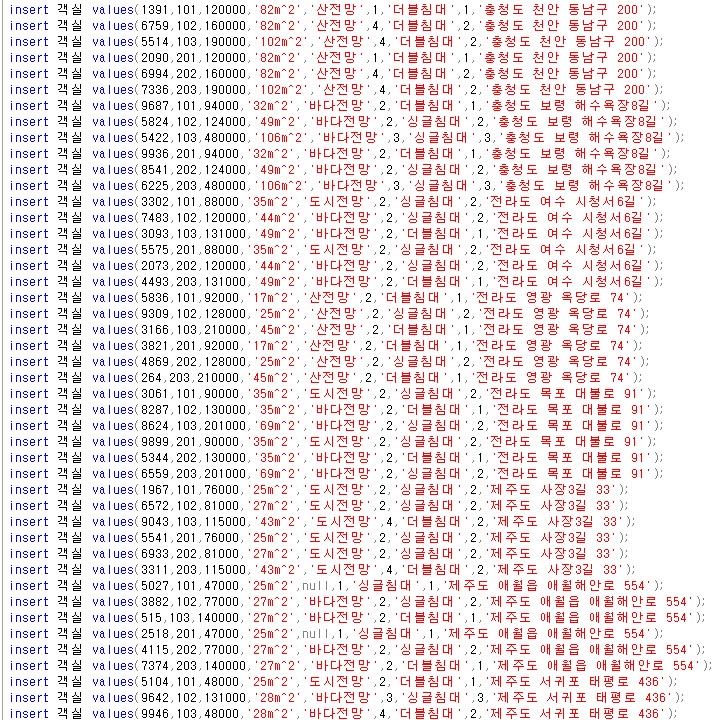 insert 객실 values(1391,101,120000,'82m^2','산전망',1,'더블침대',1,'충청도 천안 동남구 200');
insert 객실 values(6759,102,160000,'82m^2','산전망',4,'더블침대',2,'충청도 천안 동남구 200');
insert 객실 values(5514,103,190000,'102m^2','산전망',4,'더블침대',2,'충청도 천안 동남구 200');
insert 객실 values(2090,201,120000,'82m^2','산전망',1,'더블침대',1,'충청도 천안 동남구 200');
insert 객실 values(6994,202,160000,'82m^2','산전망',4,'더블침대',2,'충청도 천안 동남구 200');
insert 객실 values(7336,203,190000,'102m^2','산전망',4,'더블침대',2,'충청도 천안 동남구 200');
insert 객실 values(9687,101,94000,'32m^2','바다전망',2,'더블침대',1,'충청도 보령 해수욕장8길');
insert 객실 values(5824,102,124000,'49m^2','바다전망',2,'싱글침대',2,'충청도 보령 해수욕장8길');
insert 객실 values(5422,103,480000,'106m^2','바다전망',3,'싱글침대',3,'충청도 보령 해수욕장8길');
insert 객실 values(9936,201,94000,'32m^2','바다전망',2,'더블침대',1,'충청도 보령 해수욕장8길');
insert 객실 values(8541,202,124000,'49m^2','바다전망',2,'싱글침대',2,'충청도 보령 해수욕장8길');
insert 객실 values(6225,203,480000,'106m^2','바다전망',3,'싱글침대',3,'충청도 보령 해수욕장8길');
insert 객실 values(3302,101,88000,'35m^2','도시전망',2,'싱글침대',2,'전라도 여수 시청서6길');
insert 객실 values(7483,102,120000,'44m^2','바다전망',2,'싱글침대',2,'전라도 여수 시청서6길');
insert 객실 values(3093,103,131000,'49m^2','바다전망',2,'더블침대',1,'전라도 여수 시청서6길');
insert 객실 values(5575,201,88000,'35m^2','도시전망',2,'싱글침대',2,'전라도 여수 시청서6길');
insert 객실 values(2073,202,120000,'44m^2','바다전망',2,'싱글침대',2,'전라도 여수 시청서6길');
insert 객실 values(4493,203,131000,'49m^2','바다전망',2,'더블침대',1,'전라도 여수 시청서6길');
insert 객실 values(5836,101,92000,'17m^2','산전망',2,'더블침대',1,'전라도 영광 옥당로 74');
insert 객실 values(9309,102,128000,'25m^2','산전망',2,'싱글침대',2,'전라도 영광 옥당로 74');
insert 객실 values(3166,103,210000,'45m^2','산전망',2,'더블침대',1,'전라도 영광 옥당로 74');
insert 객실 values(3821,201,92000,'17m^2','산전망',2,'더블침대',1,'전라도 영광 옥당로 74');
insert 객실 values(4869,202,128000,'25m^2','산전망',2,'싱글침대',2,'전라도 영광 옥당로 74');
insert 객실 values(264,203,210000,'45m^2','산전망',2,'더블침대',1,'전라도 영광 옥당로 74');
insert 객실 values(3061,101,90000,'35m^2','도시전망',2,'싱글침대',2,'전라도 목포 대불로 91');
insert 객실 values(8287,102,130000,'35m^2','바다전망',2,'더블침대',1,'전라도 목포 대불로 91');
insert 객실 values(8624,103,201000,'69m^2','바다전망',2,'싱글침대',2,'전라도 목포 대불로 91');
insert 객실 values(9899,201,90000,'35m^2','도시전망',2,'싱글침대',2,'전라도 목포 대불로 91');
insert 객실 values(5344,202,130000,'35m^2','바다전망',2,'더블침대',1,'전라도 목포 대불로 91');
insert 객실 values(6559,203,201000,'69m^2','바다전망',2,'싱글침대',2,'전라도 목포 대불로 91');
insert 객실 values(1967,101,76000,'25m^2','도시전망',2,'싱글침대',2,'제주도 사장3길 33');
insert 객실 values(6572,102,81000,'27m^2','도시전망',2,'싱글침대',2,'제주도 사장3길 33');
insert 객실 values(9043,103,115000,'43m^2','도시전망',4,'더블침대',2,'제주도 사장3길 33');
insert 객실 values(5541,201,76000,'25m^2','도시전망',2,'싱글침대',2,'제주도 사장3길 33');
insert 객실 values(6933,202,81000,'27m^2','도시전망',2,'싱글침대',2,'제주도 사장3길 33');
insert 객실 values(3311,203,115000,'43m^2','도시전망',4,'더블침대',2,'제주도 사장3길 33');
insert 객실 values(5027,101,47000,'25m^2',null,1,'싱글침대',1,'제주도 애월읍 애월해안로 554');
insert 객실 values(3882,102,77000,'27m^2','바다전망',2,'싱글침대',2,'제주도 애월읍 애월해안로 554');
insert 객실 values(515,103,140000,'27m^2','바다전망',2,'더블침대',1,'제주도 애월읍 애월해안로 554');
insert 객실 values(2518,201,47000,'25m^2',null,1,'싱글침대',1,'제주도 애월읍 애월해안로 554');
insert 객실 values(4115,202,77000,'27m^2','바다전망',2,'싱글침대',2,'제주도 애월읍 애월해안로 554');
insert 객실 values(7374,203,140000,'27m^2','바다전망',2,'더블침대',1,'제주도 애월읍 애월해안로 554');
insert 객실 values(5104,101,48000,'25m^2','도시전망',2,'더블침대',1,'제주도 서귀포 태평로 436');
insert 객실 values(9642,102,131000,'28m^2','바다전망',3,'싱글침대',3,'제주도 서귀포 태평로 436');
insert 객실 values(9946,103,48000,'28m^2','바다전망',4,'더블침대',2,'제주도 서귀포 태평로 436');